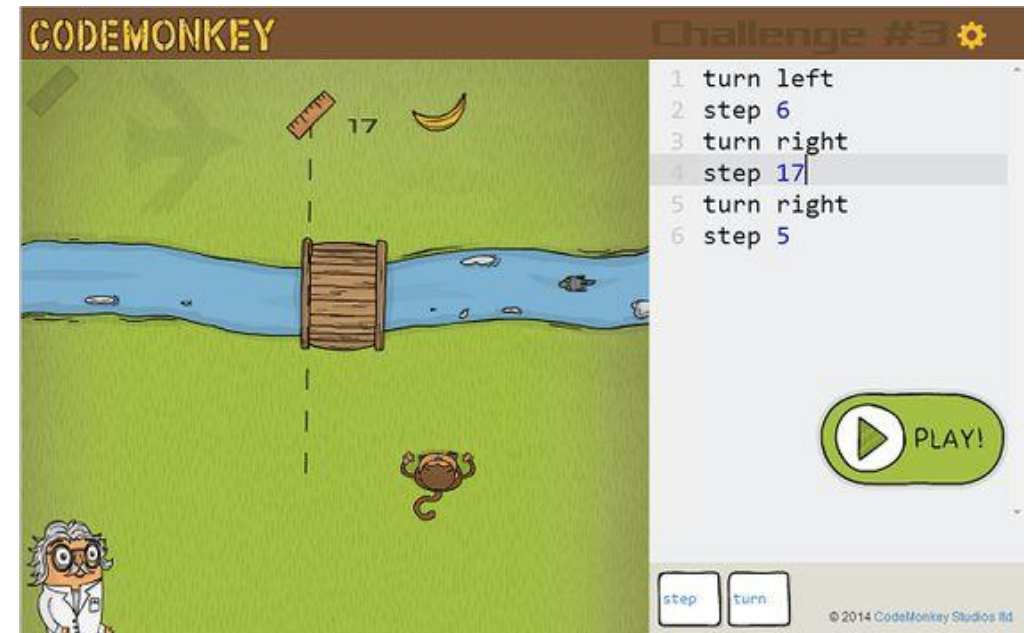 CODEMONKEY
Challenge #3
17
1 turn left
2 step 6
3 turn right
4 step 17
5 turn right
6 step 5
PLAY!
step turn
© 2014 CodeMonkey Studios ltd.